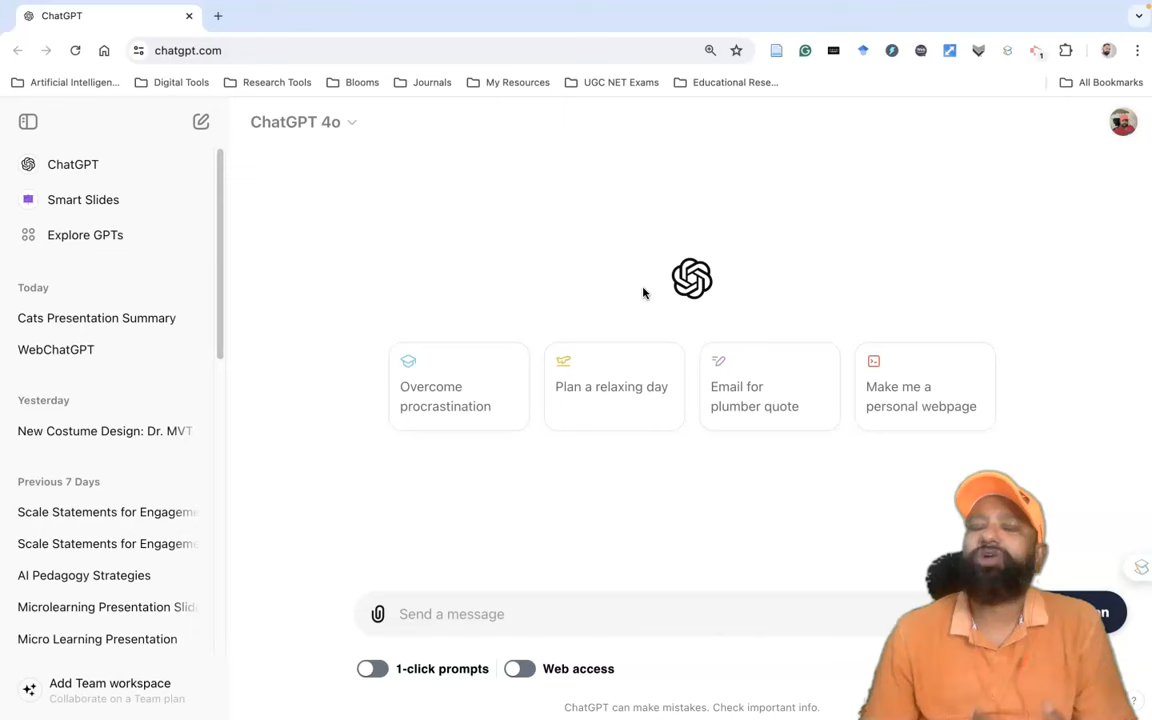 ChatGPT
chatgpt.com
Artificial Intelligen...
Digital Tools
Research Tools
Blooms
Journals
My Resources
UGC NET Exams
Educational Rese...
All Bookmarks
ChatGPT 4o
ChatGPT
Smart Slides
Explore GPTs
Today
Cats Presentation Summary
WebChatGPT
Yesterday
New Costume Design: Dr. MVT
Previous 7 Days
Scale Statements for Engageme
Scale Statements for Engageme
AI Pedagogy Strategies
Microlearning Presentation Slid
Micro Learning Presentation
Add Team workspace
Collaborate on a Team plan
Overcome
procrastination
Plan a relaxing day
Email for
plumber quote
Make me a
personal webpage
Send a message
1-click prompts
Web access
ChatGPT can make mistakes. Check important info.
?